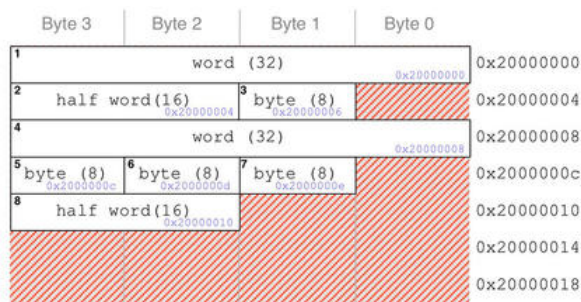 Byte 3 Byte 2 Byte 1 Byte 0
1 word (32) 0x20000000 0x20000000
2 half word(16) 0x20000004 3 byte (8) 0x20000006 0x20000004
4 word (32) 0x20000008 0x20000008
5 byte (8) 0x2000000c 6 byte (8) 0x2000000d 7 byte (8) 0x2000000e 0x2000000c
8 half word(16) 0x20000010 0x20000010
0x20000014
0x20000018